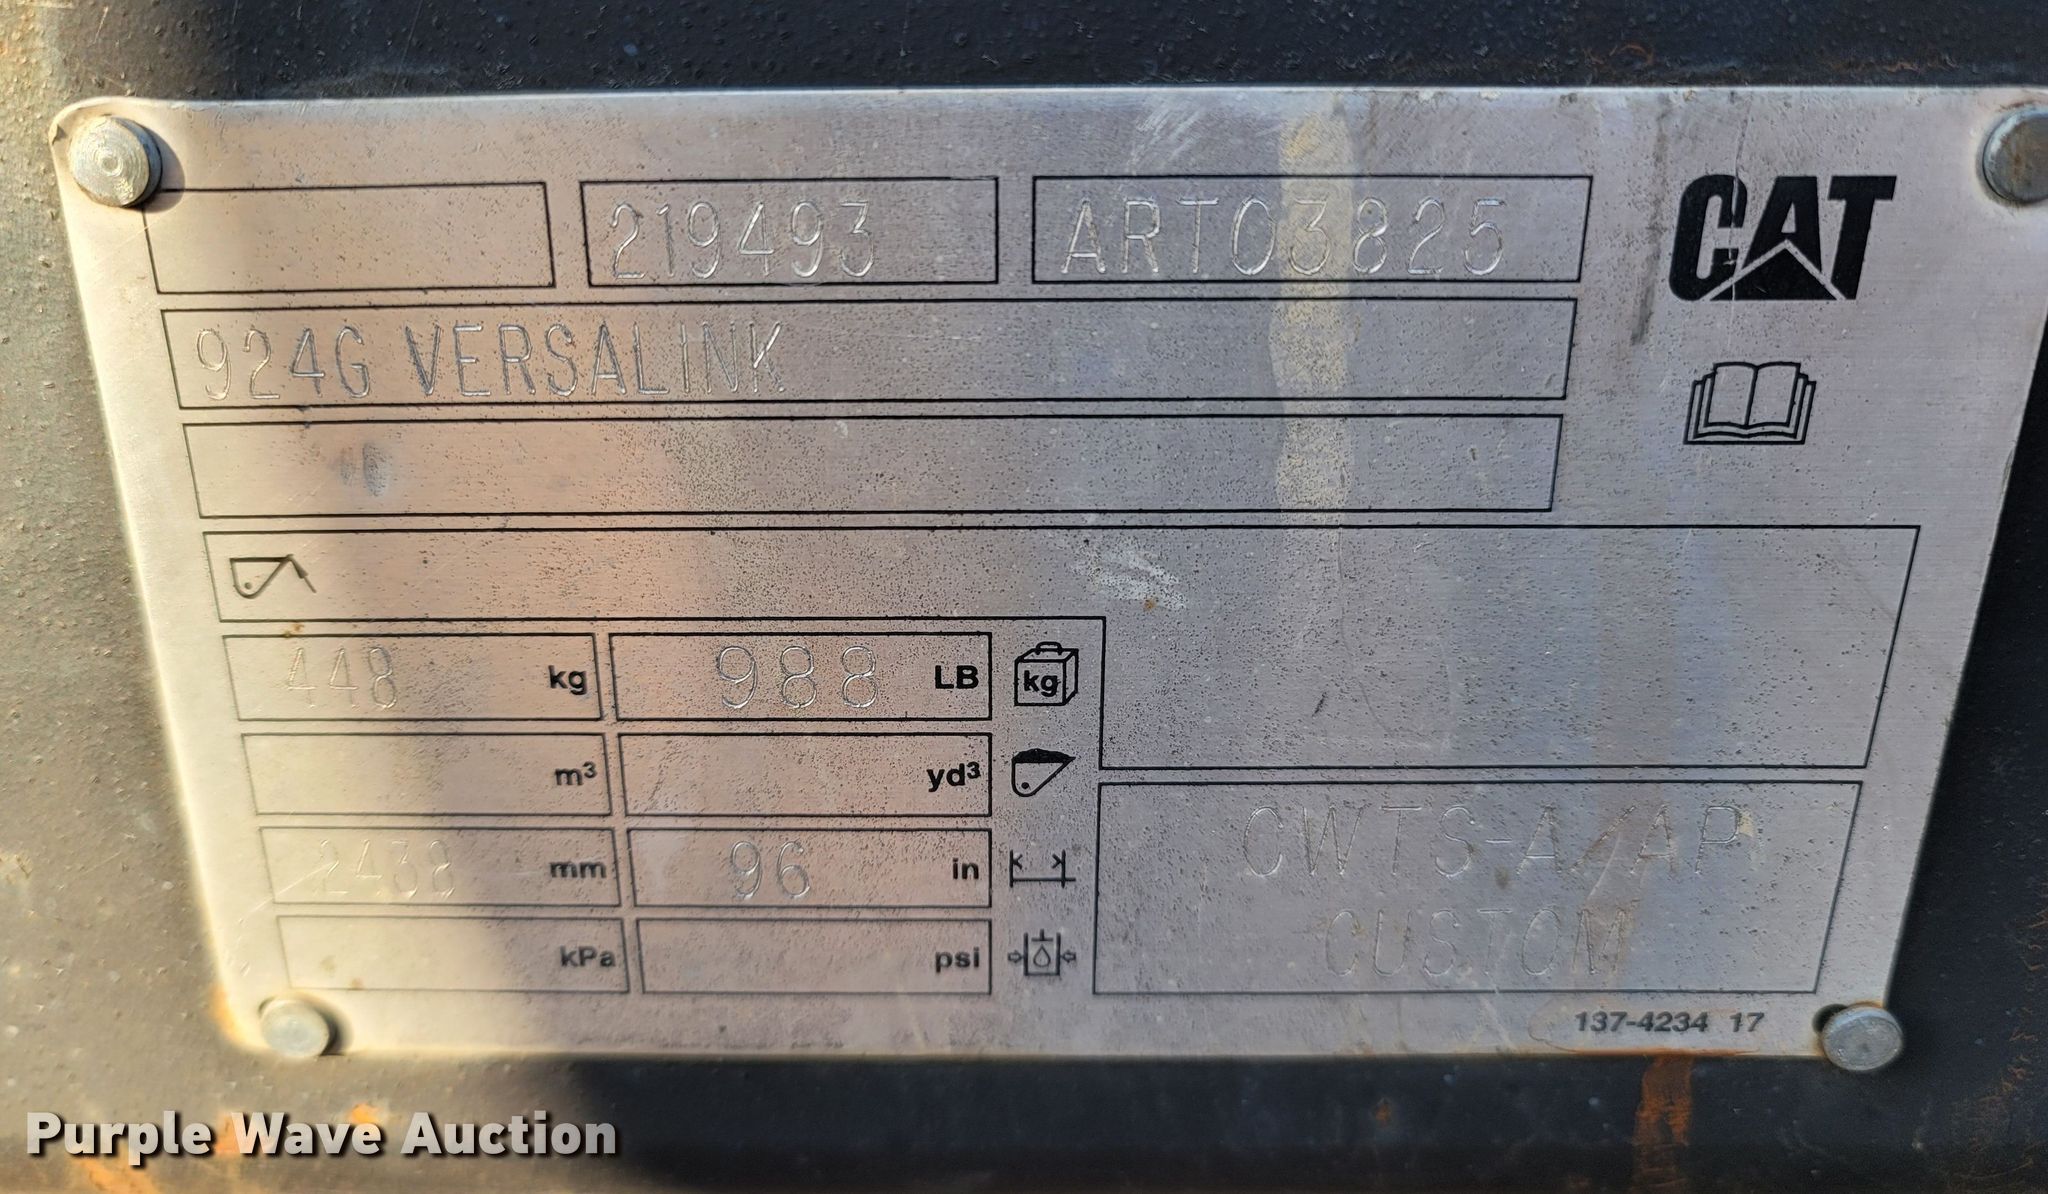 219493 ART03825 CAT
924G VERSALINK
448 kg 988 LB kg
m³ yd³
2438 mm 96 in
kPa psi
CWTS-A/AP
CUSTOM
137-4234 17
Purple Wave Auction